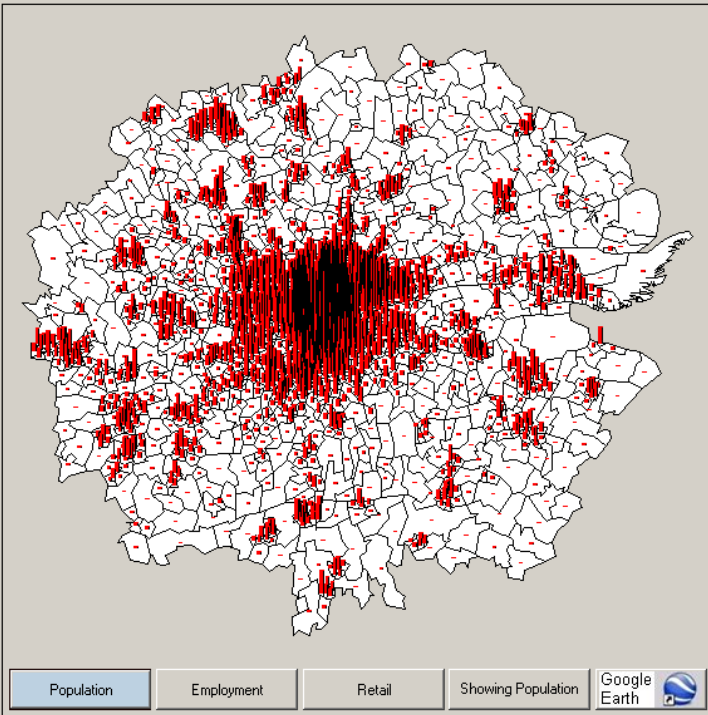 Population
Employment
Retail
Showing Population
Google
Earth